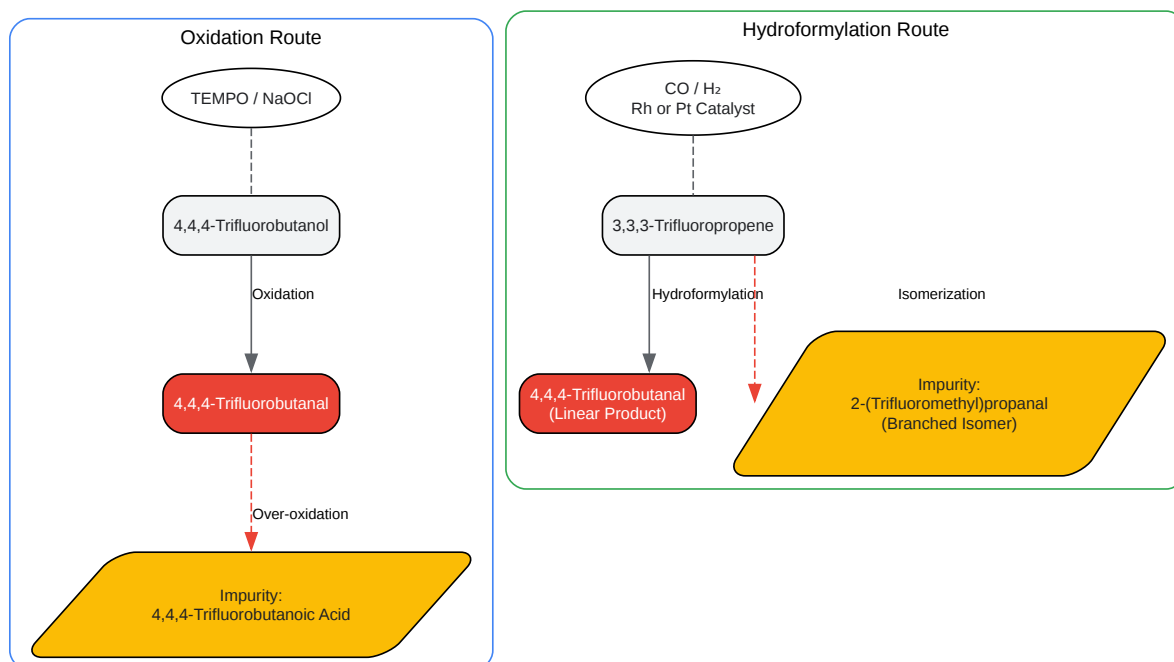 Oxidation Route
TEMPO / NaOCl
4,4,4-Trifluorobutanol
Oxidation
4,4,4-Trifluorobutanal
Over-oxidation
Impurity:
4,4,4-Trifluorobutanoic Acid
Hydroformylation Route
CO / H₂
Rh or Pt Catalyst
3,3,3-Trifluoropropene
Hydroformylation
Isomerization
4,4,4-Trifluorobutanal
(Linear Product)
Impurity:
2-(Trifluoromethyl)propanal
(Branched Isomer)